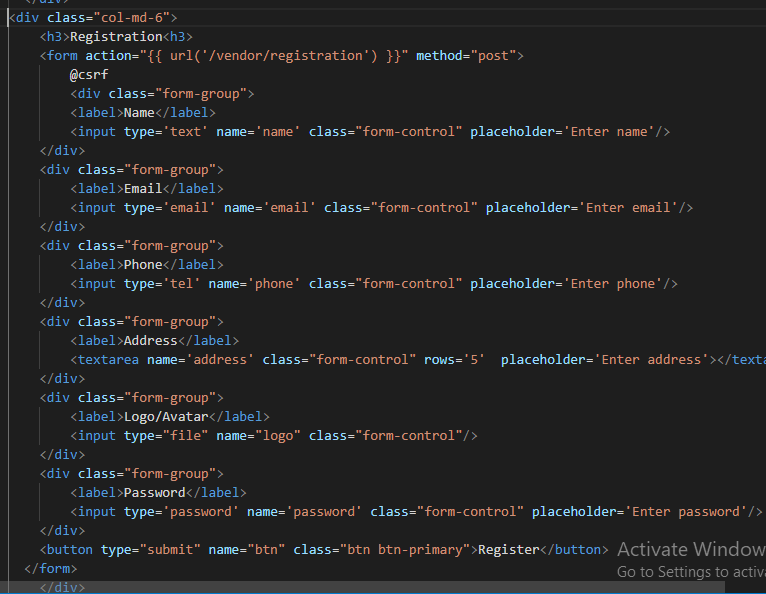 </div>
<div class="col-md-6">
<h3>Registration<h3>
<form action="{{ url('/vendor/registration') }}" method="post">
@csrf
<div class="form-group">
<label>Name</label>
<input type='text' name='name' class="form-control" placeholder='Enter name'/>
</div>
<div class="form-group">
<label>Email</label>
<input type='email' name='email' class="form-control" placeholder='Enter email'/>
</div>
<div class="form-group">
<label>Phone</label>
<input type='tel' name='phone' class="form-control" placeholder='Enter phone'/>
</div>
<div class="form-group">
<label>Address</label>
<textarea name='address' class="form-control" rows='5'  placeholder='Enter address'></texta
</div>
<div class="form-group">
<label>Logo/Avatar</label>
<input type="file" name="logo" class="form-control"/>
</div>
<div class="form-group">
<label>Password</label>
<input type='password' name='password' class="form-control" placeholder='Enter password'/>
</div>
<button type="submit" name="btn" class="btn btn-primary">Register</button>
Activate Window
</form>
Go to Settings to activa
</div>